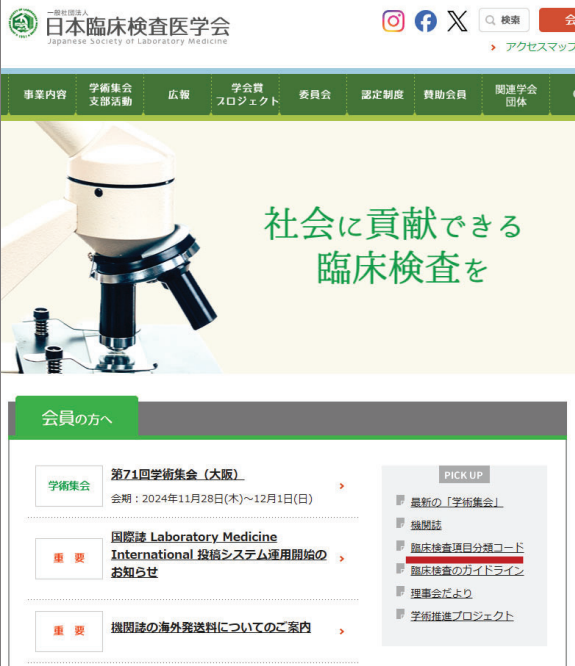 一般社団法人
日本臨床検査医学会
Japanese Society of Laboratory Medicine
検索
会
アクセスマップ
事業内容
学術集会
支部活動
広報
学会賞
プロジェクト
委員会
認定制度
賛助会員
関連学会
団体
社会に貢献できる
臨床検査を
会員の方へ
学術集会
第71回学術集会（大阪）
会期：2024年11月28日(木)～12月1日(日)
重 要
国際誌 Laboratory Medicine
International 投稿システム運用開始の
お知らせ
重 要
機関誌の海外発送料についてのご案内
PICK UP
最新の「学術集会」
機関誌
臨床検査項目分類コード
臨床検査のガイドライン
理事会だより
学術推進プロジェクト